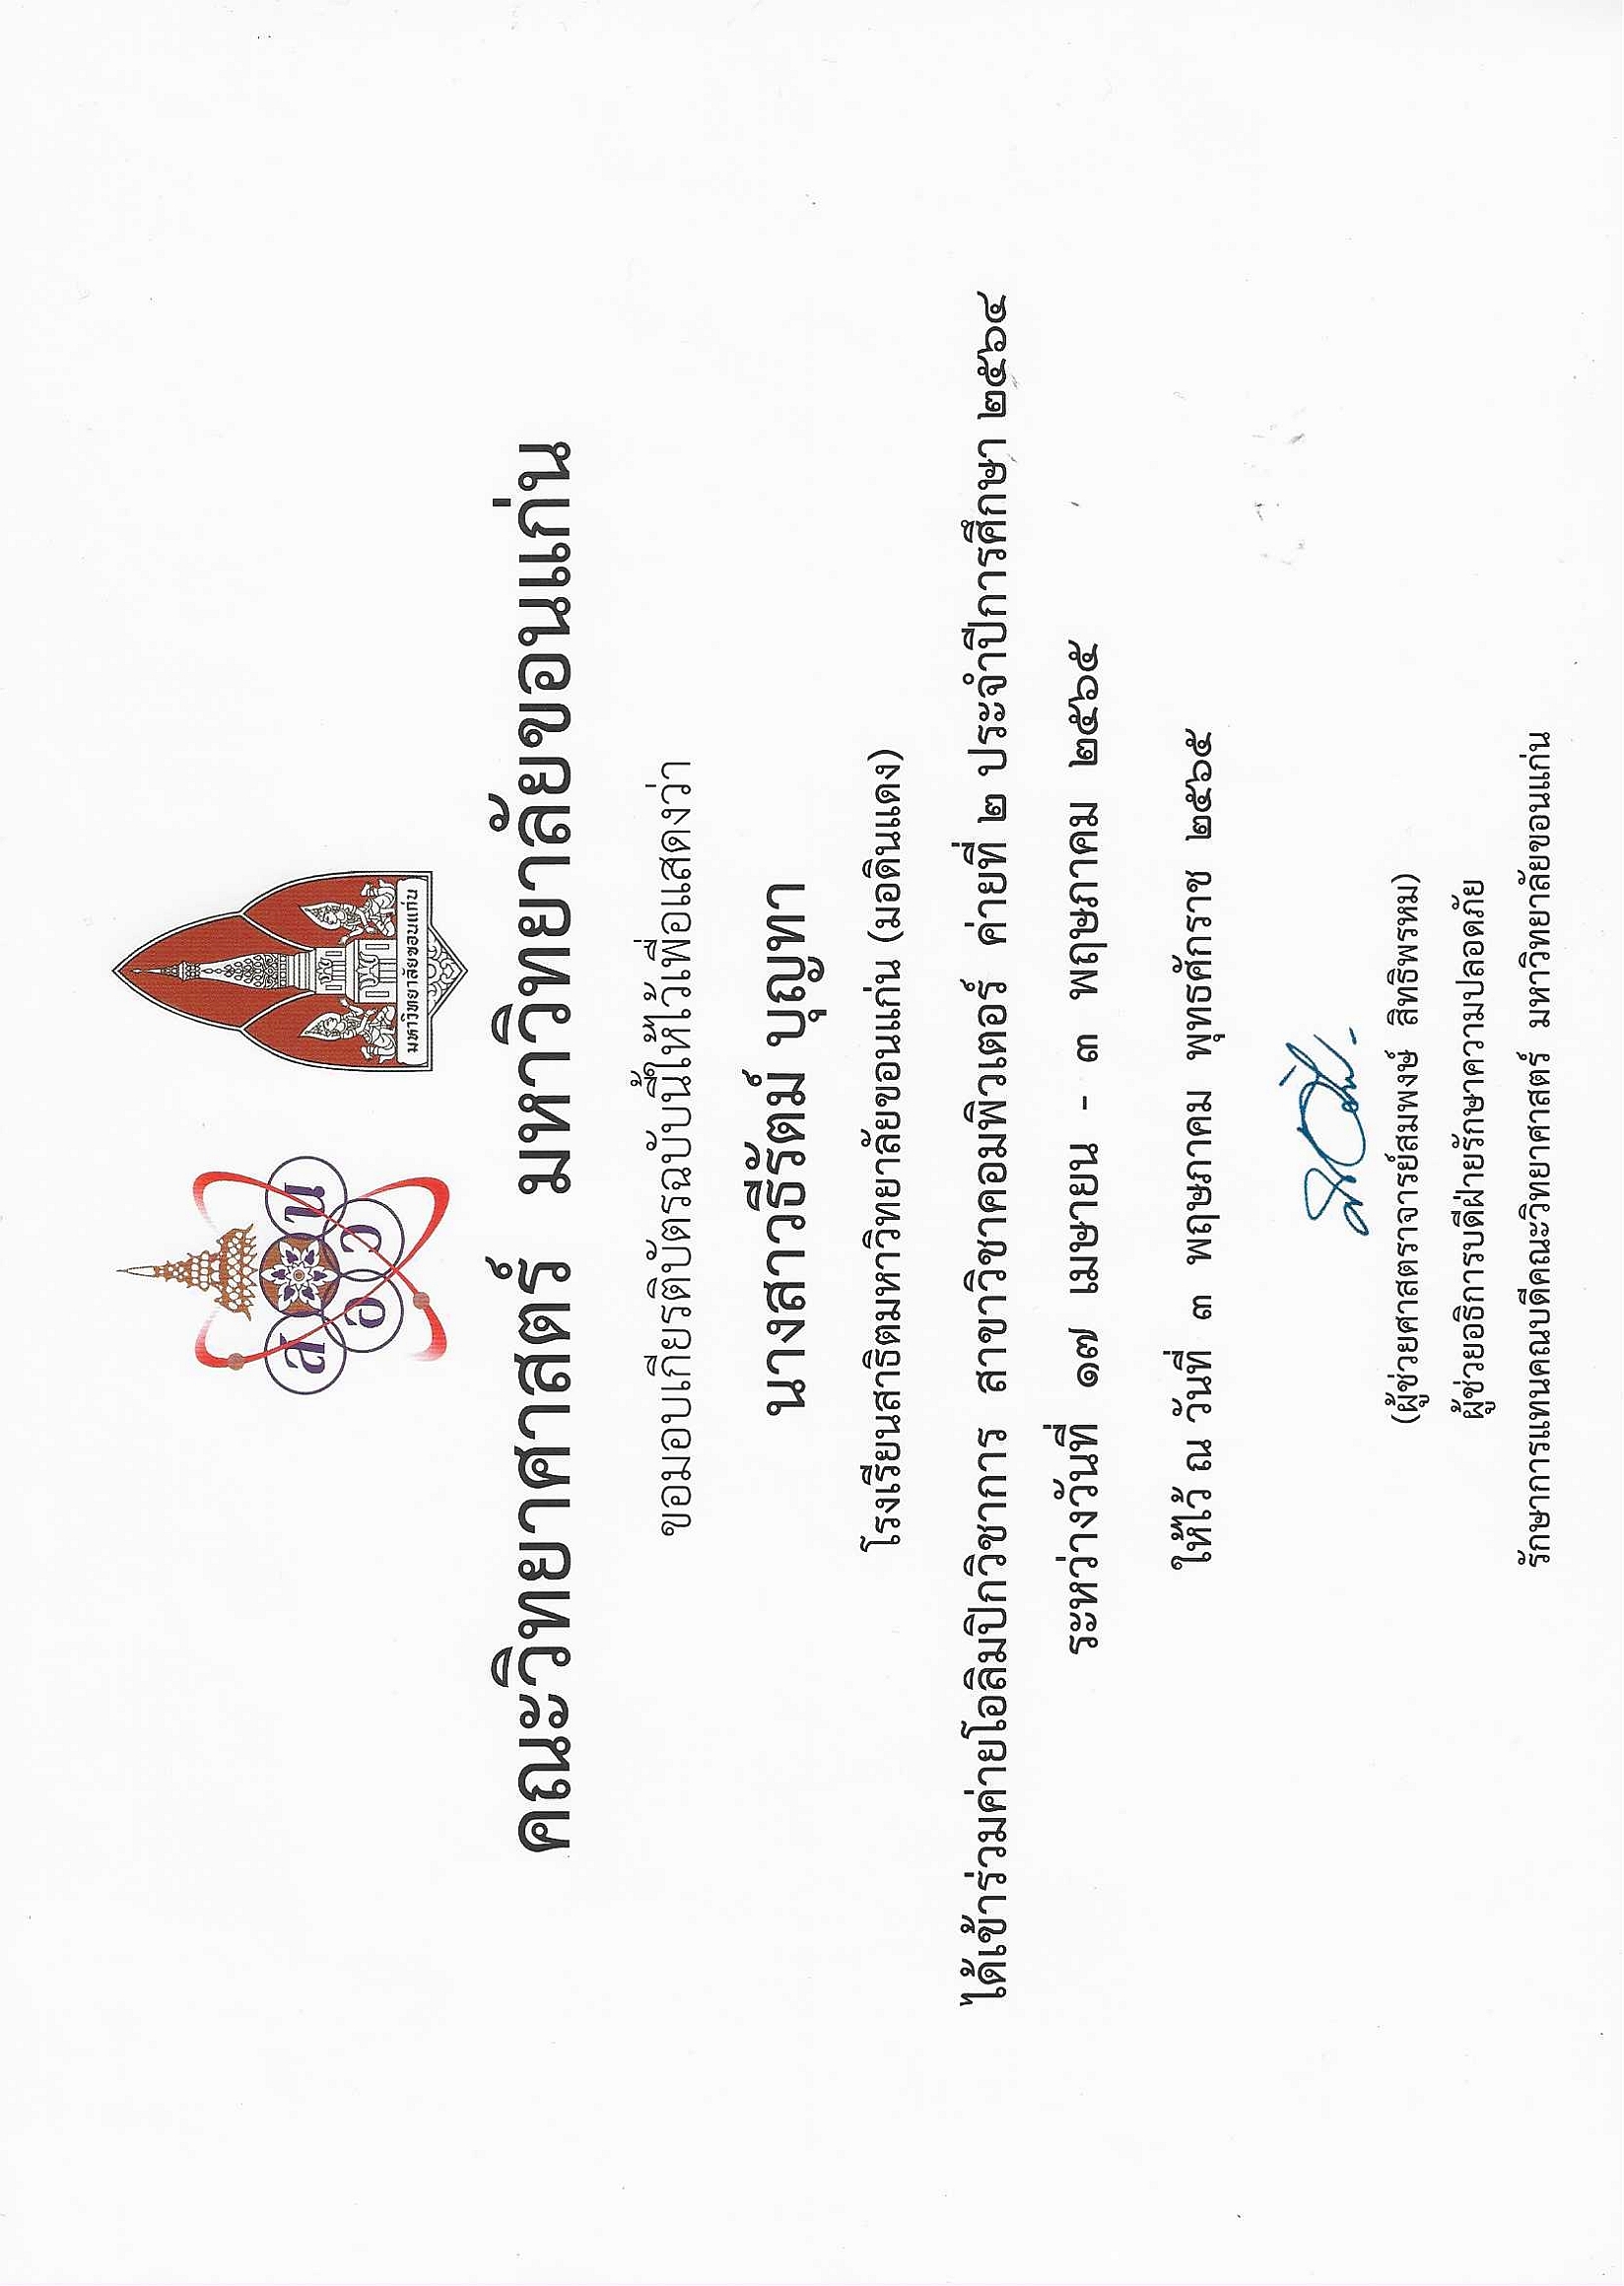 ส น
อ ว
มหาวิทยาลัยขอนแก่น
คณะวิทยาศาสตร์ มหาวิทยาลัยขอนแก่น
ขอมอบเกียรติบัตรฉบับนี้ให้ไว้เพื่อแสดงว่า
นางสาวธีรัตม์ บุญทา
โรงเรียนสาธิตมหาวิทยาลัยขอนแก่น (มอดินแดง)
ได้เข้าร่วมค่ายโอลิมปิกวิชาการ สาขาวิชาคอมพิวเตอร์ ค่ายที่ ๒ ประจำปีการศึกษา ๒๕๖๔
ระหว่างวันที่ ๑๗ เมษายน - ๓ พฤษภาคม ๒๕๖๕
ให้ไว้ ณ วันที่ ๓ พฤษภาคม พุทธศักราช ๒๕๖๕
(ผู้ช่วยศาสตราจารย์สมพงษ์ สิทธิพรหม)
ผู้ช่วยอธิการบดีฝ่ายรักษาความปลอดภัย
รักษาการแทนคณบดีคณะวิทยาศาสตร์ มหาวิทยาลัยขอนแก่น